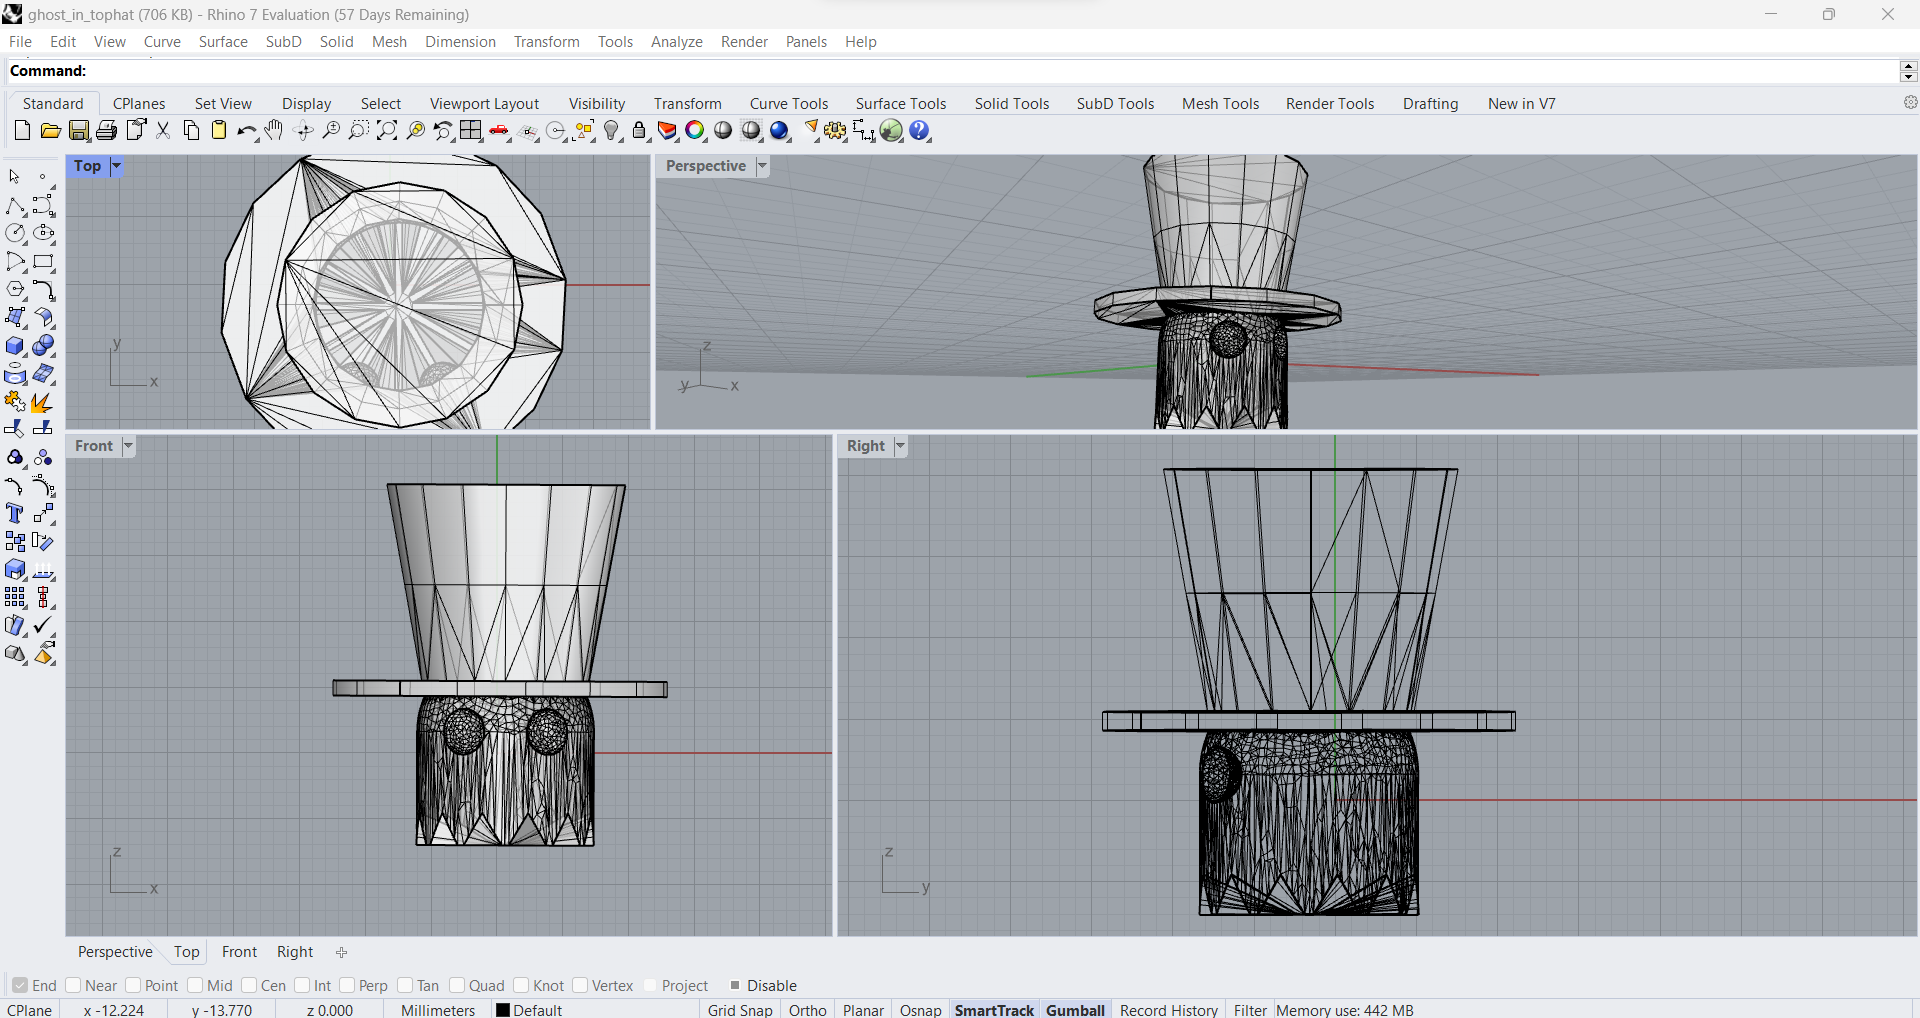 ghost_in_tophat (706 KB) - Rhino 7 Evaluation (57 Days Remaining)
File Edit View Curve Surface SubD Solid Mesh Dimension Transform Tools Analyze Render Panels Help
Command:
Standard CPlanes Set View Display Select Viewport Layout Visibility Transform Curve Tools Surface Tools Solid Tools SubD Tools Mesh Tools Render Tools Drafting New in V7
Top
y
x
Perspective
z
y
x
Front
z
x
Right
z
y
Perspective Top Front Right
End Near Point Mid Cen Int Perp Tan Quad Knot Vertex Project Disable
CPlane x -12.224 y -13.770 z 0.000 Millimeters Default Grid Snap Ortho Planar Osnap SmartTrack Gumball Record History Filter Memory use: 442 MB